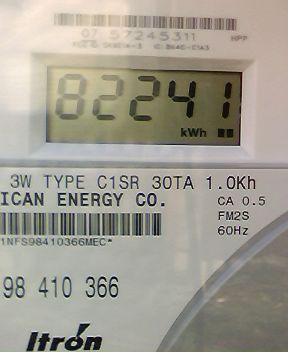 07 57245311 HPP
82241
kWh
3W TYPE C1SR 30TA 1.0Kh
ICAN ENERGY CO.
CA 0.5
FM2S
60Hz
1NFS98410366MEC*
98 410 366
Itron